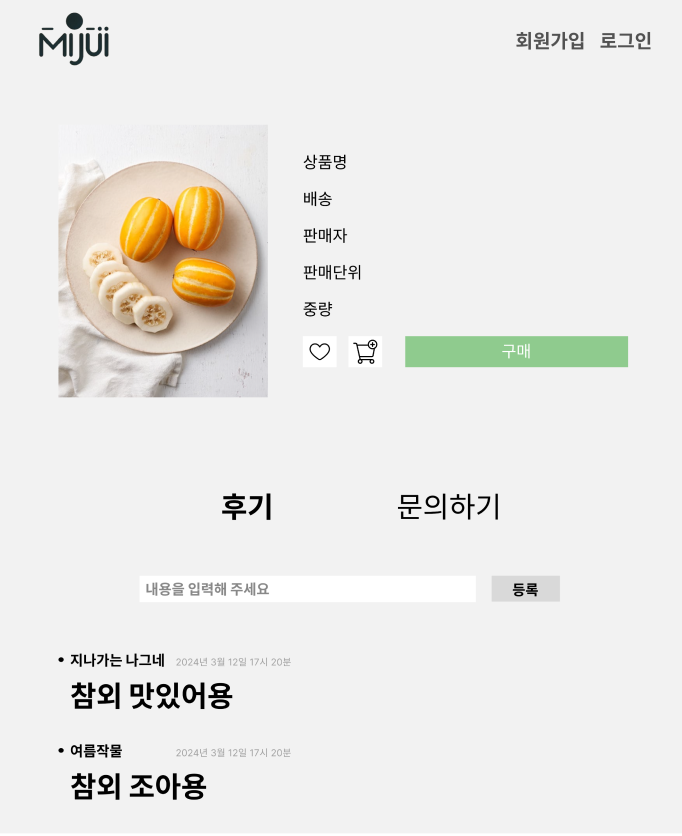 MIJUI
회원가입 로그인
상품명
배송
판매자
판매단위
중량
구매
후기 문의하기
내용을 입력해 주세요 등록
• 지나가는 나그네 2024년 3월 12일 17시 20분
참외 맛있어용
• 여름작물 2024년 3월 12일 17시 20분
참외 조아용